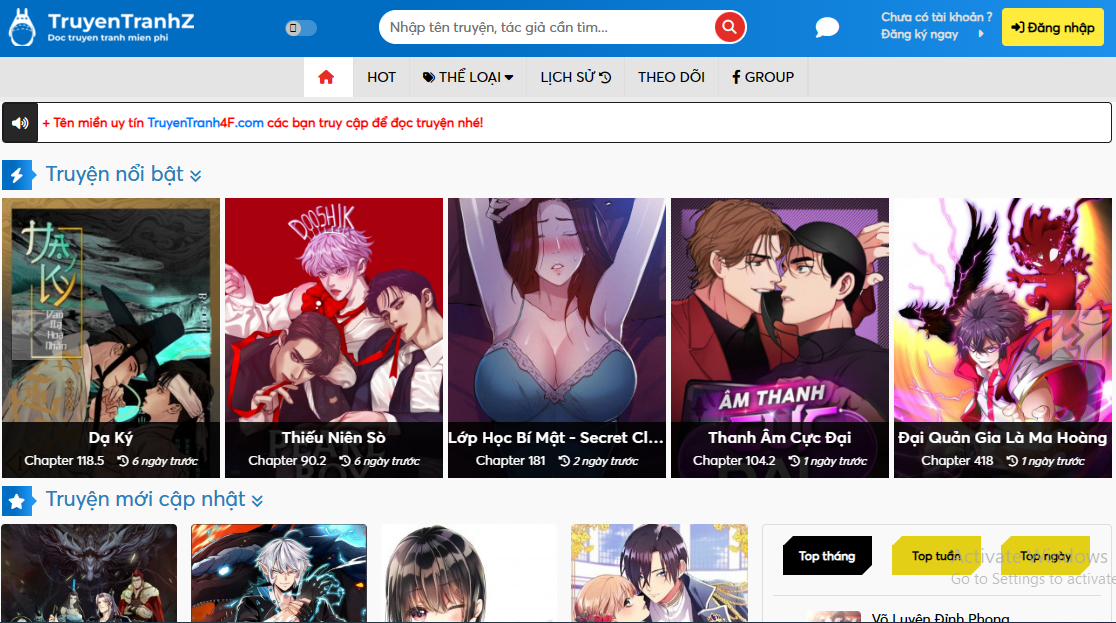 TruyenTranhZ
Doc truyen tranh mien phi
Nhập tên truyện, tác giả cần tìm...
Chưa có tài khoản ?
Đăng ký ngay
Đăng nhập
HOT
THỂ LOẠI
LỊCH SỬ
THEO DÕI
GROUP
+ Tên miền uy tín TruyenTranh4F.com các bạn truy cập để đọc truyện nhé!
Truyện nổi bật
DẠ
KÝ
Dạ Ký
Chapter 118.5
6 ngày trước
DOOSHIK
Thiếu Niên Sò
Chapter 90.2
6 ngày trước
Lớp Học Bí Mật - Secret Cl...
Chapter 181
2 ngày trước
ÂM THANH
Thanh Âm Cực Đại
Chapter 104.2
1 ngày trước
Đại Quản Gia Là Ma Hoàng
Chapter 418
1 ngày trước
Truyện mới cập nhật
Top tháng
Top tuần
Top ngày
Activate Windows
Go to Settings to activate
Võ Luyện Đỉnh Phong